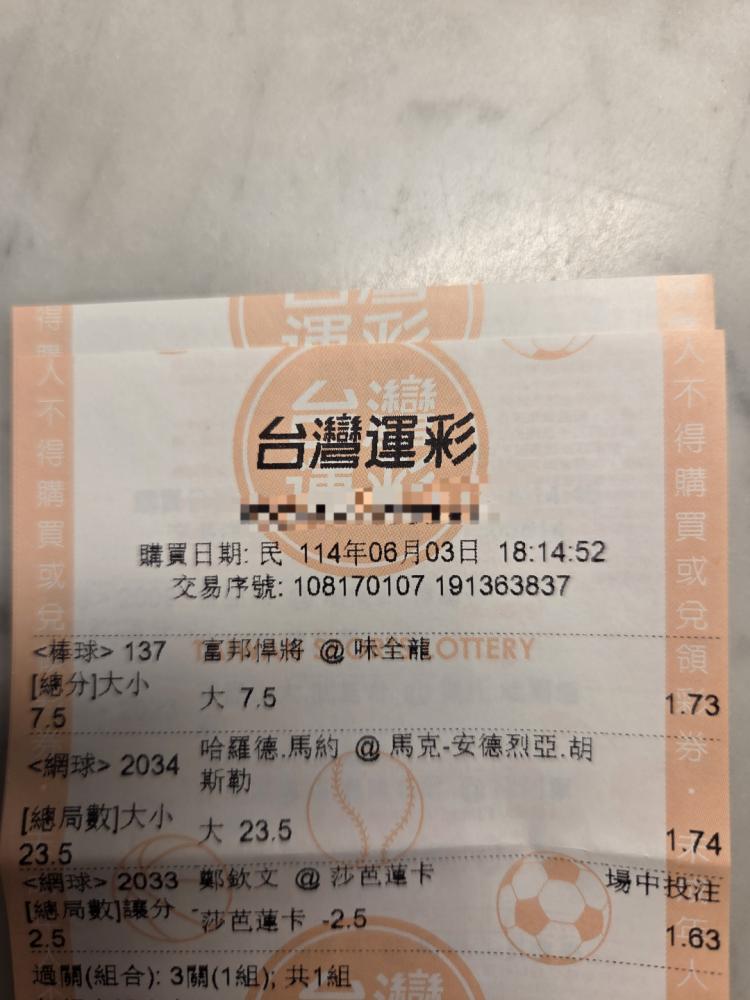 台灣運彩
購買日期: 民 114年06月03日 18:14:52
交易序號: 108170107 191363837
<棒球> 137 富邦悍將 @ 味全龍
[總分]大小 7.5 大 7.5 1.73
<網球> 2034 哈羅德.馬約 @ 馬克-安德烈亞.胡斯勒
[總局數]大小 23.5 大 23.5 1.74
<網球> 2033 鄭欽文 @ 莎芭蓮卡 場中投注
[總局數]讓分 -2.5 莎芭蓮卡 -2.5 1.63
過關(組合): 3關(1組); 共1組
人不得購買或兌
人不得購買或兌領彩券